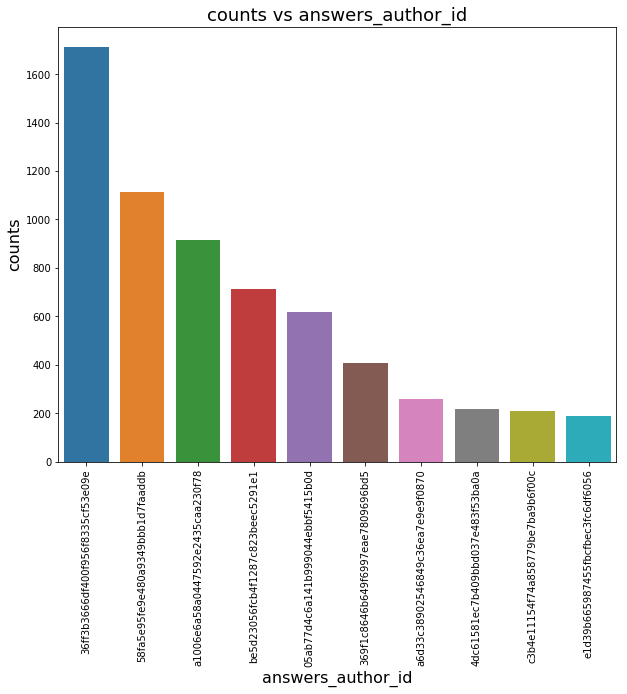 counts vs answers_author_id
counts
1600
1400
1200
1000
800
600
400
200
0
36ff3b3666df400f956f8335cf53e09e
58fa5e95fe9e480a9349bbb1d7faaddb
a1006e6a58a0447592e2435caa230f78
be5d23056fcb4f1287c823beec5291e1
05ab77d4c6a141b999044ebbf5415b0d
369f1c8646b649f6997eae7809696bd5
a6d33c38902546849c36ea7e9e9f0870
4dc61581ec7b409bbd037e483f53ba0a
c3b4e11154f74a858779be7ba9b6f00c
e1d39b665987455fbcfbec3fc6df6056
answers_author_id